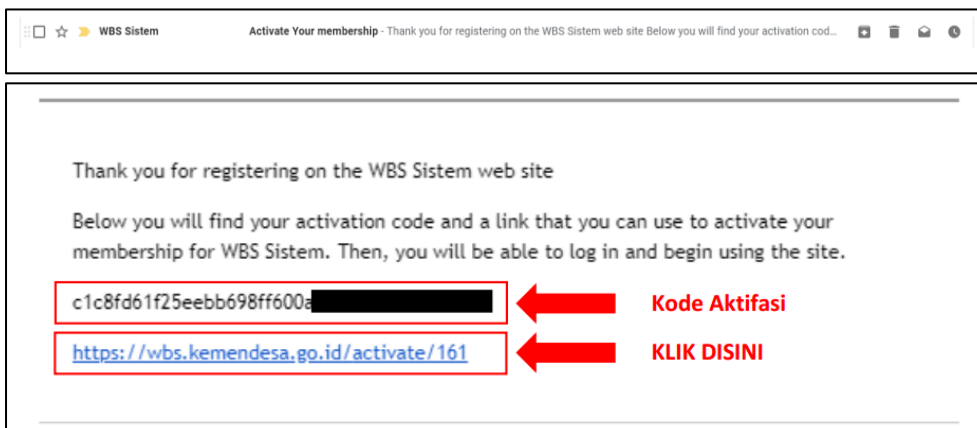 WBS Sistem Activate Your membership - Thank you for registering on the WBS Sistem web site Below you will find your activation cod...
Thank you for registering on the WBS Sistem web site
Below you will find your activation code and a link that you can use to activate your
membership for WBS Sistem. Then, you will be able to log in and begin using the site.
c1c8fd61f25eebb698ff600a Kode Aktifasi
https://wbs.kemendesa.go.id/activate/161 KLIK DISINI